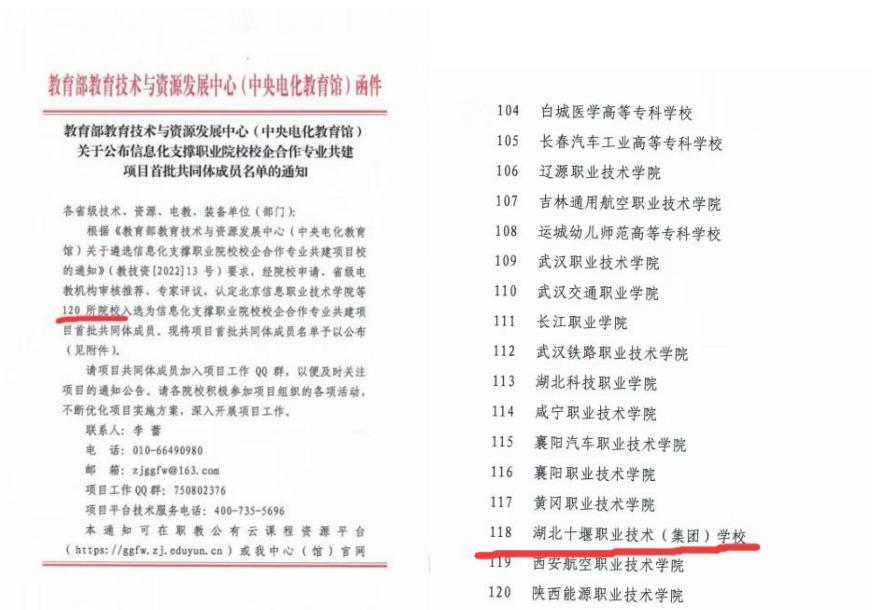 教育部教育技术与资源发展中心（中央电化教育馆）函件
教育部教育技术与资源发展中心（中央电化教育馆）
关于公布信息化支撑职业院校校企合作专业共建
项目首批共同体成员名单的通知
各省级技术、资源、电教、装备单位（部门）：
根据《教育部教育技术与资源发展中心（中央电化教育
馆）关于遴选信息化支撑职业院校校企合作专业共建项目校
的通知》（教技资[2022]13 号）要求，经院校申请、省级电
教机构审核推荐、专家评议，认定北京信息职业技术学院等
120 所院校入选为信息化支撑职业院校校企合作专业共建项
目首批共同体成员。现将项目首批共同体成员名单予以公布
（见附件）。
请项目共同体成员加入项目工作 QQ 群，以便及时关注
项目的通知公告。请各院校积极参加项目组织的各项活动，
不断优化项目实施方案，深入开展项目工作。
联系人：李 蕾
电 话：010-66490980
邮 箱：zjggfw@163.com
项目工作 QQ 群：750802376
项目平台技术服务电话：400-735-5696
本通知可在职教公有云课程资源平台
（https://ggfw.zj.eduyun.cn）或我中心（馆）官网
104 白城医学高等专科学校
105 长春汽车工业高等专科学校
106 辽源职业技术学院
107 吉林通用航空职业技术学院
108 运城幼儿师范高等专科学校
109 武汉职业技术学院
110 武汉交通职业学院
111 长江职业学院
112 武汉铁路职业技术学院
113 湖北科技职业学院
114 咸宁职业技术学院
115 襄阳汽车职业技术学院
116 襄阳职业技术学院
117 黄冈职业技术学院
118 湖北十堰职业技术（集团）学校
119 西安航空职业技术学院
120 陕西能源职业技术学院